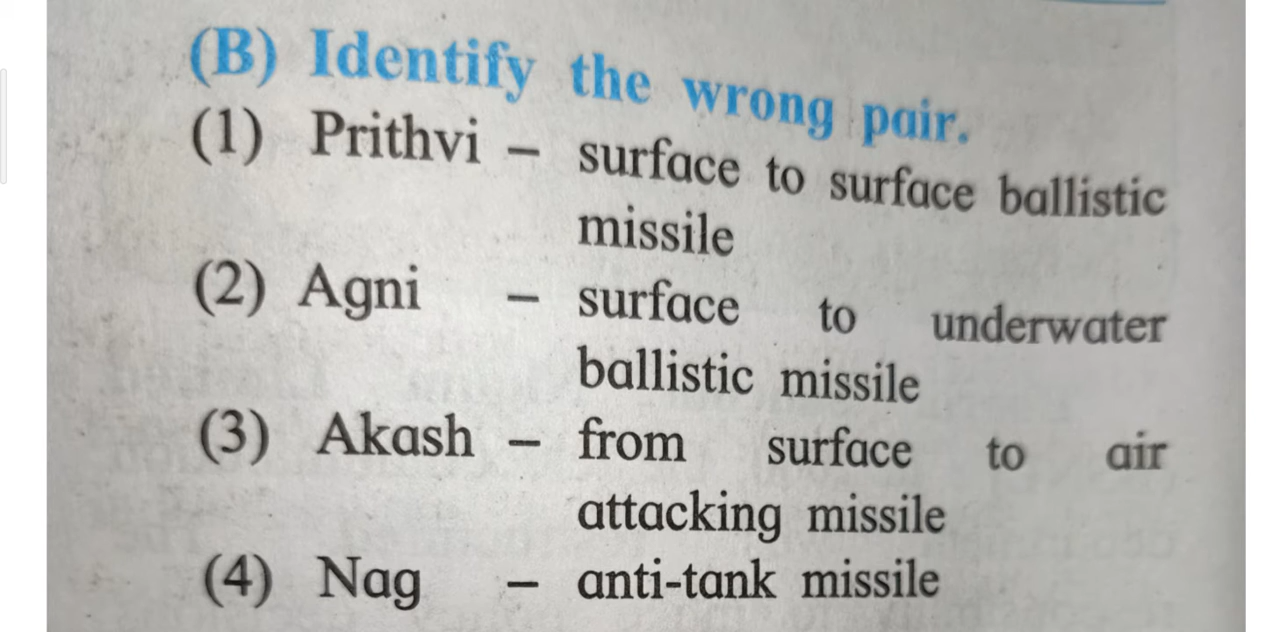 (B) Identify the wrong pair.
(1) Prithvi – surface to surface ballistic
missile
(2) Agni – surface to underwater
ballistic missile
(3) Akash – from surface to air
attacking missile
(4) Nag – anti-tank missile